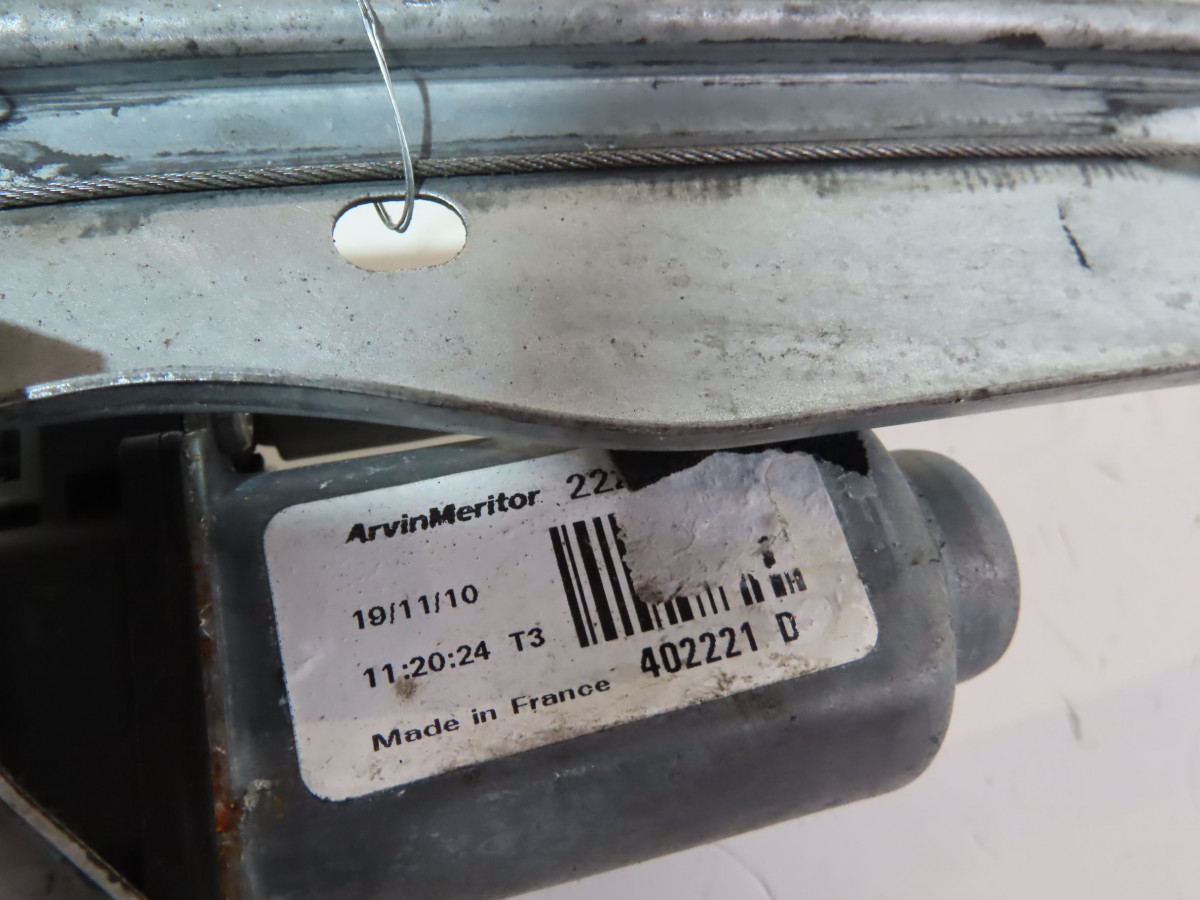 ArvinMeritor
19/11/10
11:20:24 T3
402221 D
Made in France